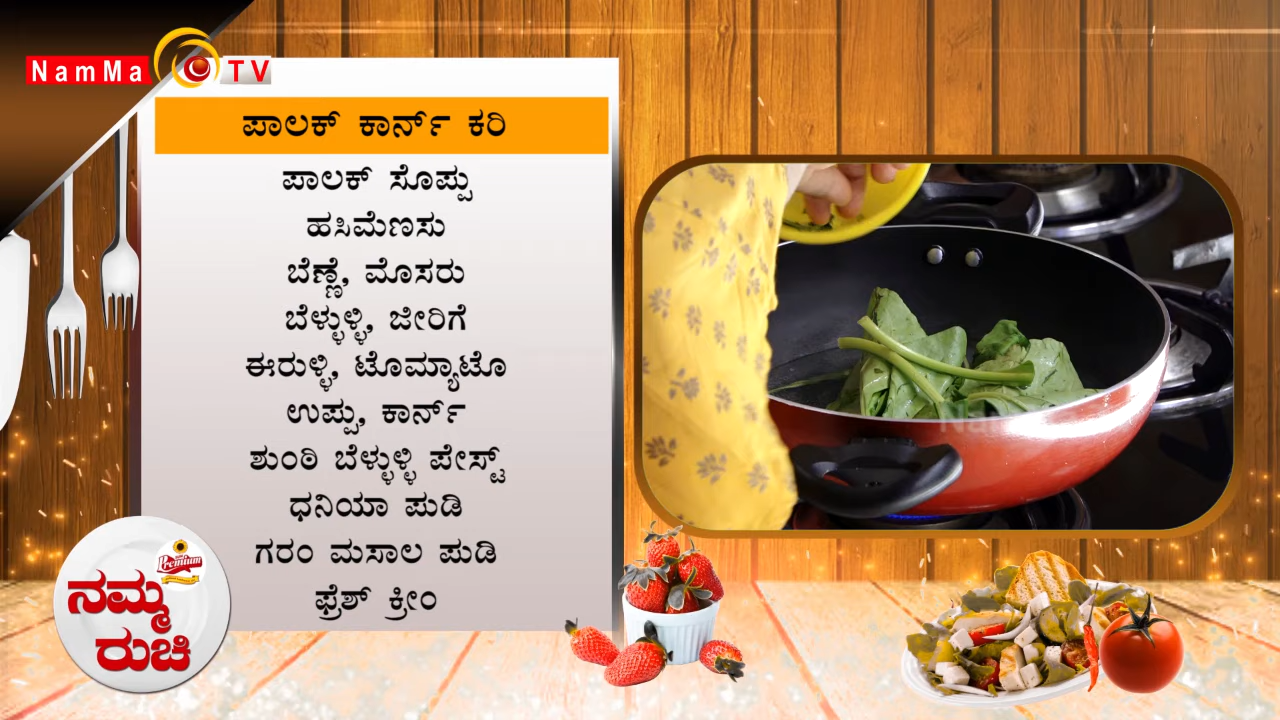 NamMa TV
ಪಾಲಕ್ ಕಾರ್ನ್ ಕರಿ
ಪಾಲಕ್ ಸೊಪ್ಪು
ಹಸಿಮೆಣಸು
ಬೆಣ್ಣೆ, ಮೊಸರು
ಬೆಳ್ಳುಳ್ಳಿ, ಜೀರಿಗೆ
ಈರುಳ್ಳಿ, ಟೊಮ್ಯಾಟೊ
ಉಪ್ಪು, ಕಾರ್ನ್
ಶುಂಠಿ ಬೆಳ್ಳುಳ್ಳಿ ಪೇಸ್ಟ್
ಧನಿಯಾ ಪುಡಿ
ಗರಂ ಮಸಾಲ ಪುಡಿ
ಫ್ರೆಶ್ ಕ್ರೀಂ
Premium
ನಮ್ಮ
ರುಚಿ